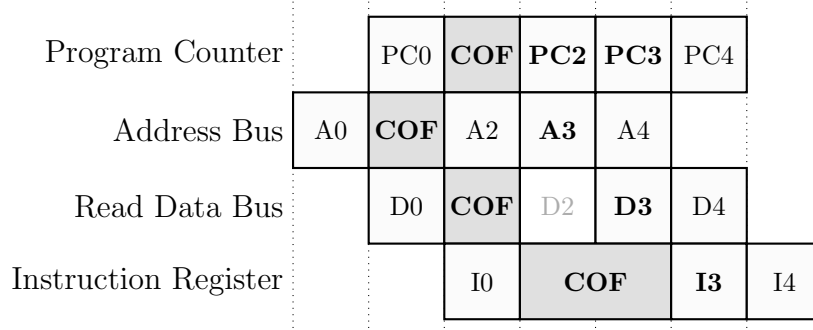 Program Counter PC0 COF PC2 PC3 PC4
Address Bus A0 COF A2 A3 A4
Read Data Bus D0 COF D2 D3 D4
Instruction Register I0 COF I3 I4